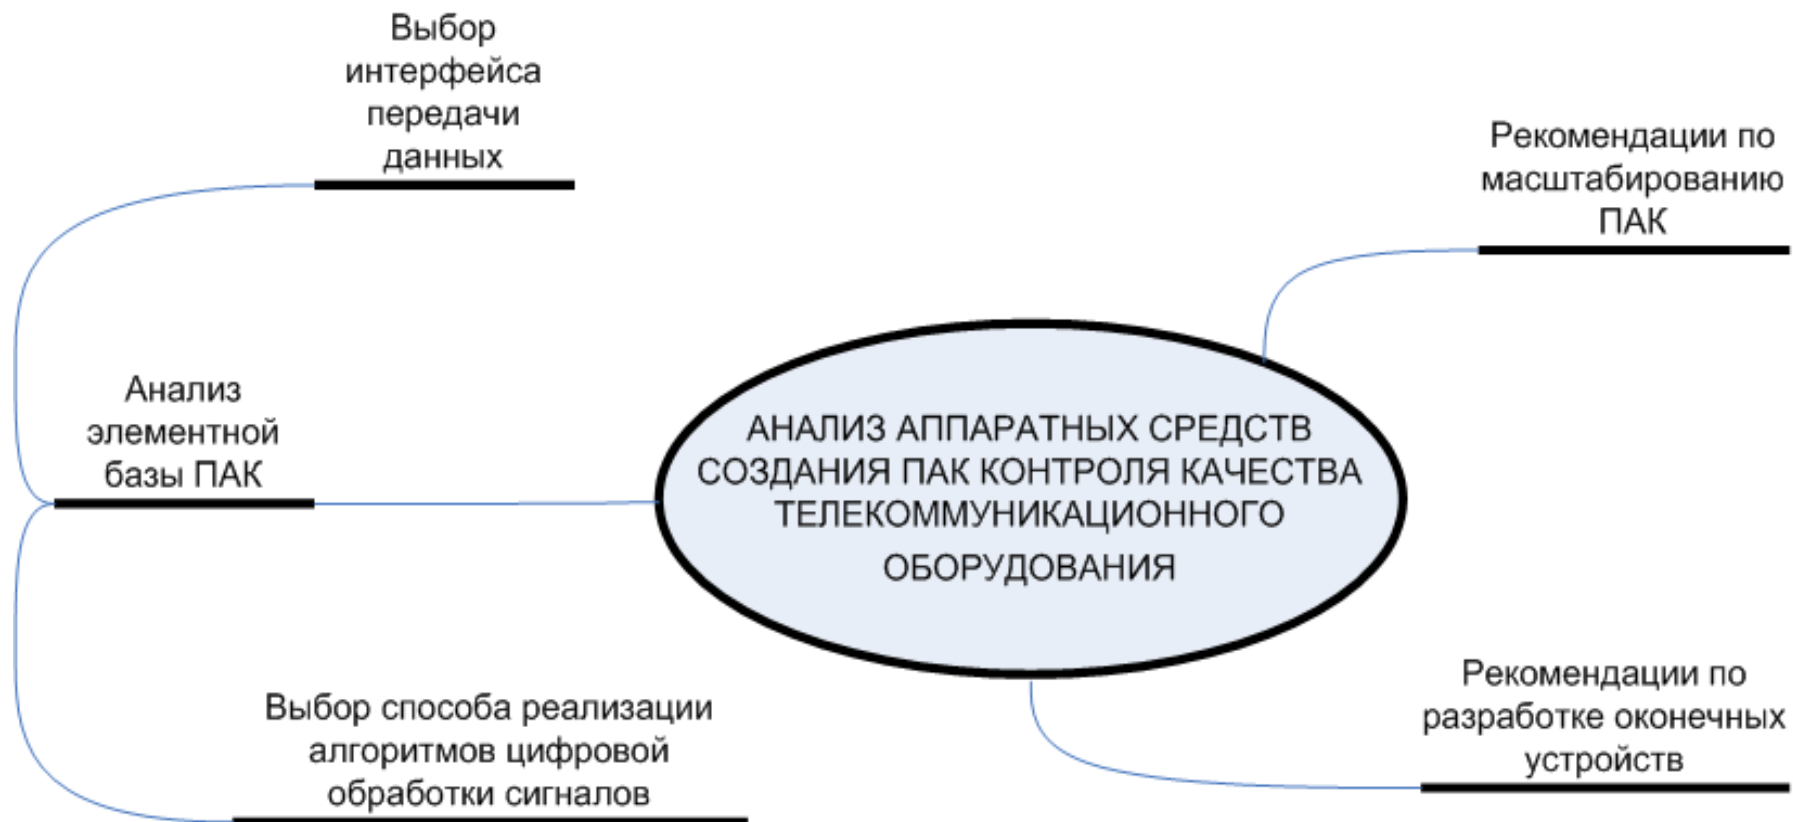 Выбор
интерфейса
передачи
данных
Рекомендации по
масштабированию
ПАК
Анализ
элементной
базы ПАК
АНАЛИЗ АППАРАТНЫХ СРЕДСТВ
СОЗДАНИЯ ПАК КОНТРОЛЯ КАЧЕСТВА
ТЕЛЕКОММУНИКАЦИОННОГО
ОБОРУДОВАНИЯ
Выбор способа реализации
алгоритмов цифровой
обработки сигналов
Рекомендации по
разработке оконечных
устройств